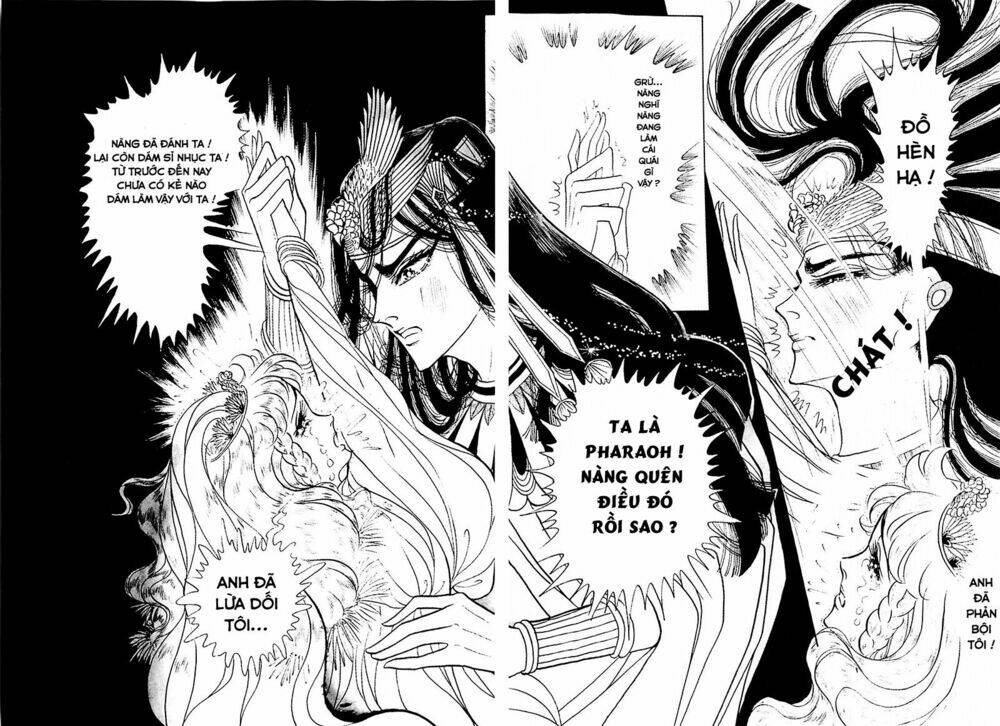 ĐỒ
HÈN
HẠ !
CHÁT !
ANH
ĐÃ
PHẢN
BỘI
TÔI !
GRỪ...
NÀNG
NGHĨ
NÀNG
ĐANG
LÀM
CÁI
QUÁI
GÌ
VẬY ?
TA LÀ
PHARAOH !
NÀNG QUÊN
ĐIỀU ĐÓ
RỒI SAO ?
NÀNG ĐÃ ĐÁNH TA !
LẠI CÒN DÁM SỈ NHỤC TA !
TỪ TRƯỚC ĐẾN NAY
CHƯA CÓ KẺ NÀO
DÁM LÀM VẬY VỚI TA !
ANH ĐÃ
LỪA DỐI
TÔI...